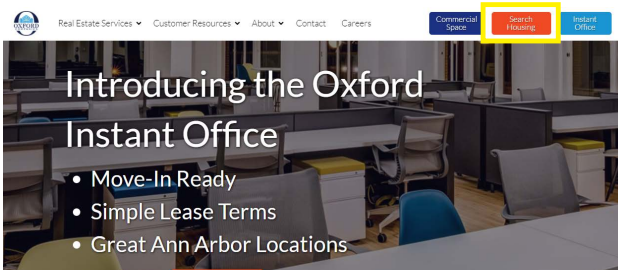 OXFORD
Real Estate Services
Customer Resources
About
Contact
Careers
Commercial
Space
Search
Housing
Instant
Office
Introducing the Oxford
Instant Office
• Move-In Ready
• Simple Lease Terms
• Great Ann Arbor Locations